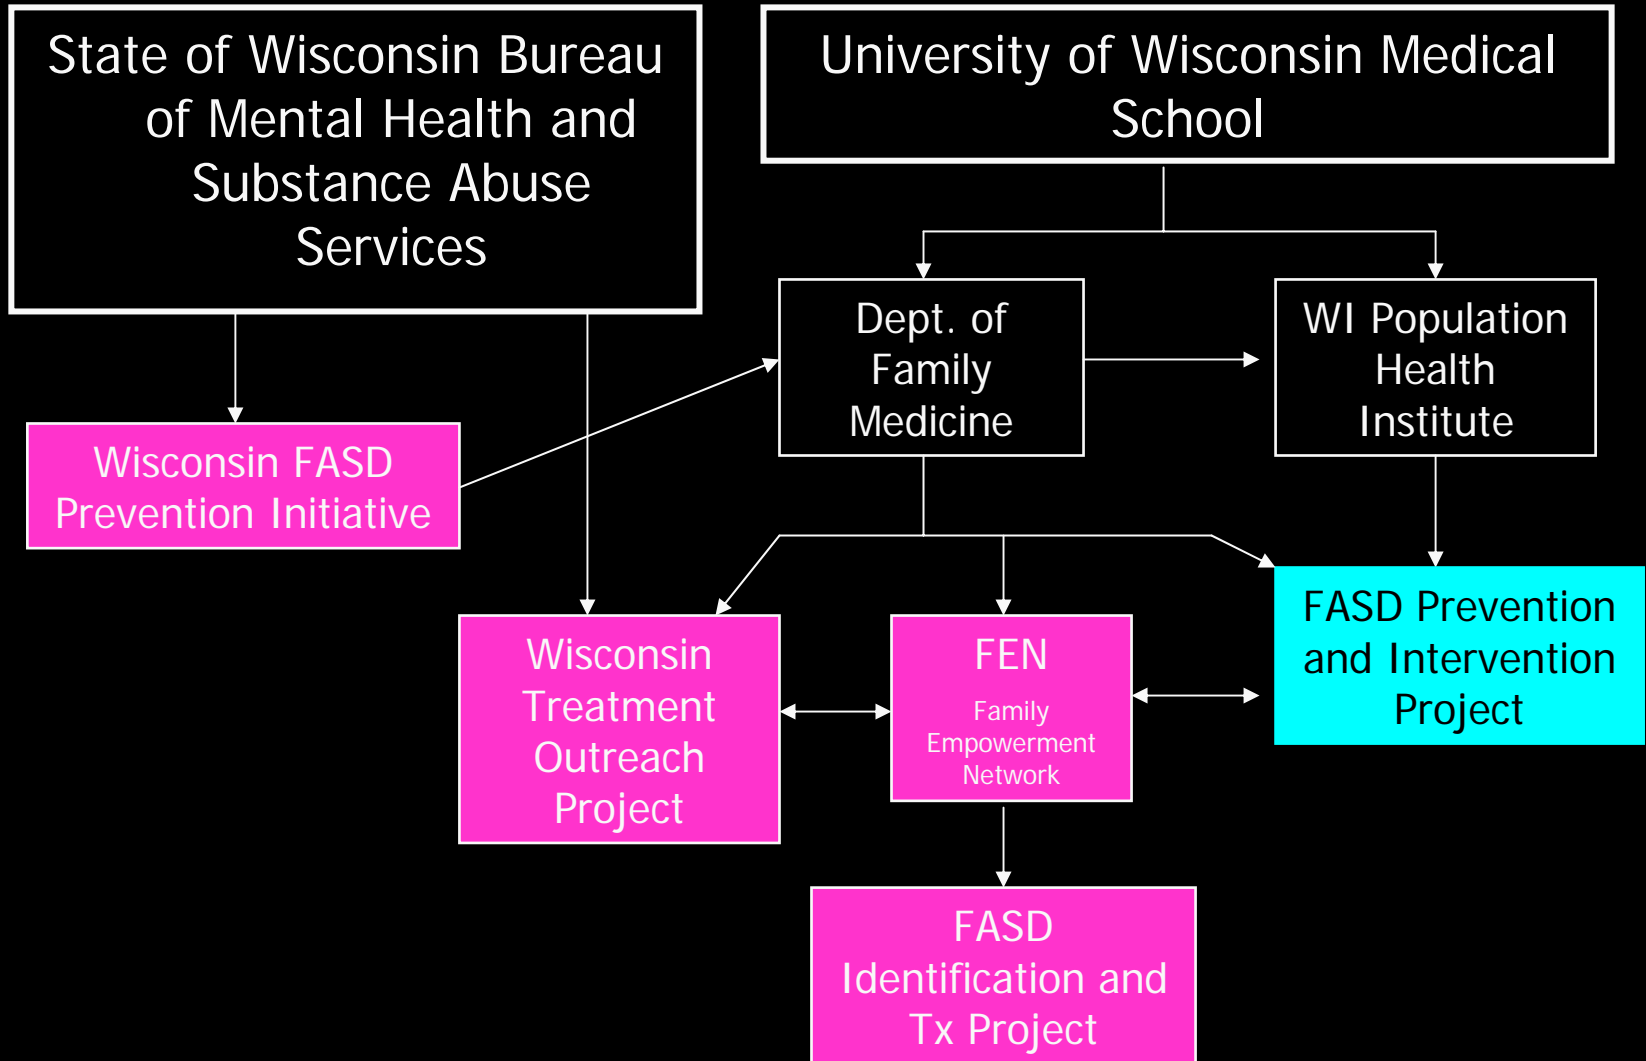 State of Wisconsin Bureau
of Mental Health and
Substance Abuse
Services
University of Wisconsin Medical
School
Dept. of
Family
Medicine
WI Population
Health
Institute
Wisconsin FASD
Prevention Initiative
Wisconsin
Treatment
Outreach
Project
FEN
Family
Empowerment
Network
FASD Prevention
and Intervention
Project
FASD
Identification and
Tx Project